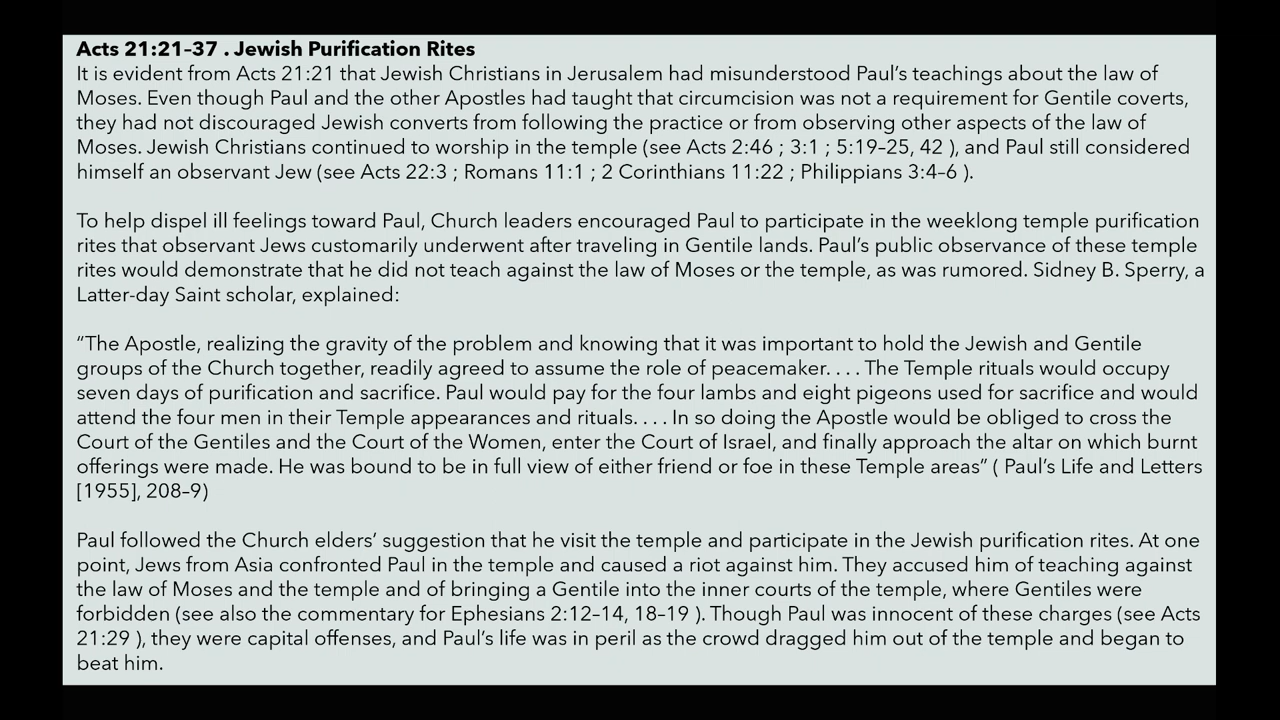 Acts 21:21–37 . Jewish Purification Rites
It is evident from Acts 21:21 that Jewish Christians in Jerusalem had misunderstood Paul’s teachings about the law of
Moses. Even though Paul and the other Apostles had taught that circumcision was not a requirement for Gentile coverts,
they had not discouraged Jewish converts from following the practice or from observing other aspects of the law of
Moses. Jewish Christians continued to worship in the temple (see Acts 2:46 ; 3:1 ; 5:19–25, 42 ), and Paul still considered
himself an observant Jew (see Acts 22:3 ; Romans 11:1 ; 2 Corinthians 11:22 ; Philippians 3:4–6 ).
To help dispel ill feelings toward Paul, Church leaders encouraged Paul to participate in the weeklong temple purification
rites that observant Jews customarily underwent after traveling in Gentile lands. Paul’s public observance of these temple
rites would demonstrate that he did not teach against the law of Moses or the temple, as was rumored. Sidney B. Sperry, a
Latter-day Saint scholar, explained:
“The Apostle, realizing the gravity of the problem and knowing that it was important to hold the Jewish and Gentile
groups of the Church together, readily agreed to assume the role of peacemaker. . . . The Temple rituals would occupy
seven days of purification and sacrifice. Paul would pay for the four lambs and eight pigeons used for sacrifice and would
attend the four men in their Temple appearances and rituals. . . . In so doing the Apostle would be obliged to cross the
Court of the Gentiles and the Court of the Women, enter the Court of Israel, and finally approach the altar on which burnt
offerings were made. He was bound to be in full view of either friend or foe in these Temple areas” ( Paul’s Life and Letters
[1955], 208–9)
Paul followed the Church elders’ suggestion that he visit the temple and participate in the Jewish purification rites. At one
point, Jews from Asia confronted Paul in the temple and caused a riot against him. They accused him of teaching against
the law of Moses and the temple and of bringing a Gentile into the inner courts of the temple, where Gentiles were
forbidden (see also the commentary for Ephesians 2:12–14, 18–19 ). Though Paul was innocent of these charges (see Acts
21:29 ), they were capital offenses, and Paul’s life was in peril as the crowd dragged him out of the temple and began to
beat him.